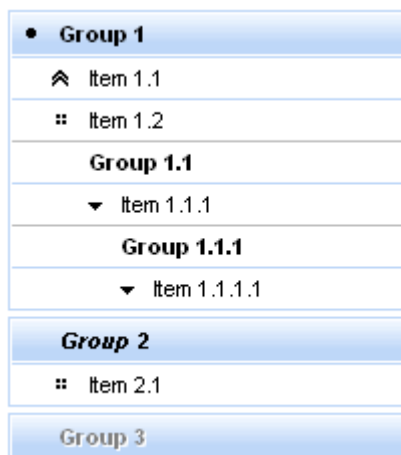 Group 1
Item 1.1
Item 1.2
Group 1.1
Item 1.1.1
Group 1.1.1
Item 1.1.1.1
Group 2
Item 2.1
Group 3